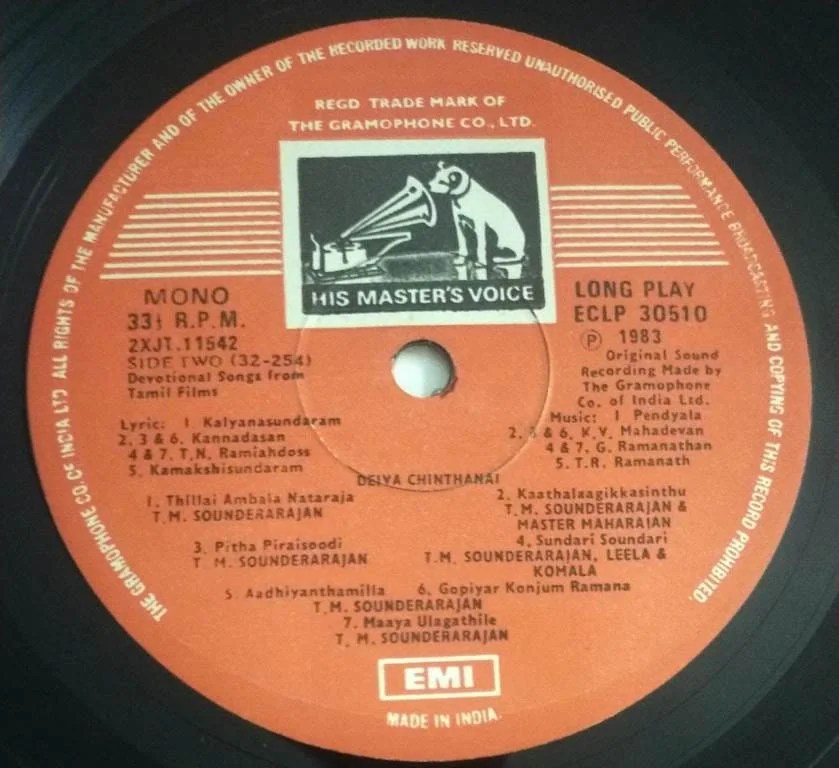 THE GRAMOPHONE CO. OF INDIA LTD ALL RIGHTS OF THE MANUFACTURER AND OF THE OWNER OF THE RECORDED WORK RESERVED UNAUTHORISED PUBLIC PERFORMANCE BROADCASTING AND COPYING OF THIS RECORD PROHIBITED.
REGD TRADE MARK OF
THE GRAMOPHONE CO., LTD.
HIS MASTER'S VOICE
MONO
33⅓ R.P.M.
2XJT.11542
SIDE TWO (32-254)
Devotional Songs from
Tamil Films
LONG PLAY
ECLP 30510
℗ 1983
Original Sound
Recording Made by
The Gramophone
Co. of India Ltd.
Lyric: 1 Kalyanasundaram
2, 3 & 6. Kannadasan
4 & 7. T.N. Ramiahdoss
5. Kamakshisundaram
Music: 1 Pendyala
2, 3 & 6. K.V. Mahadevan
4 & 7. G. Ramanathan
5. T.R. Ramanath
DEIVA CHINTHANAI
1. Thillai Ambala Nataraja
T.M. SOUNDERARAJAN
2. Kaathalaagikkasinthu
T.M. SOUNDERARAJAN &
MASTER MAHARAJAN
3. Pitha Piraisoodi
T M. SOUNDERARAJAN
4. Sundari Soundari
T.M. SOUNDERARAJAN, LEELA &
KOMALA
5. Aadhiyanthamilla 6. Gopiyar Konjum Ramana
T.M. SOUNDERARAJAN
7. Maaya Ulagathile
T. M. SOUNDERARAJAN
EMI
MADE IN INDIA.